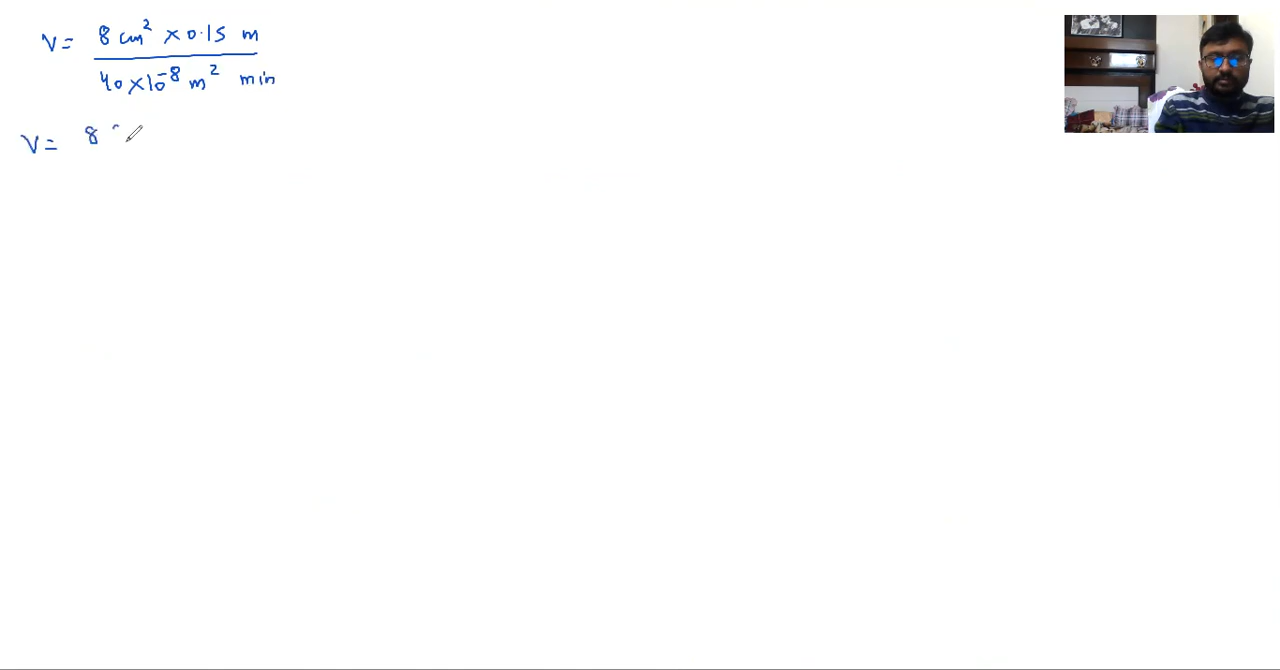 V = 8 cm² × 0.15 m
40 × 10⁻⁸ m² min
V = 8